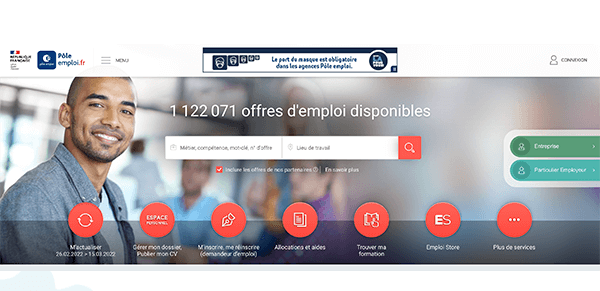 RÉPUBLIQUE
FRANÇAISE
pôle emploi
Pôle
emploi.fr
MENU
Le port du masque est obligatoire
dans les agences Pôle emploi.
CONNEXION
1 122 071 offres d'emploi disponibles
Métier, compétence, mot-clé, n° d'offre
Lieu de travail
Inclure les offres de nos partenaires
En savoir plus
Entreprise
Particulier Employeur
M'actualiser
26.02.2022 > 15.03.2022
ESPACE
PERSONNEL
Gérer mon dossier,
Publier mon CV
M'inscrire, me réinscrire
(demandeur d'emploi)
Allocations et aides
Trouver ma
formation
ES
Emploi Store
Plus de services